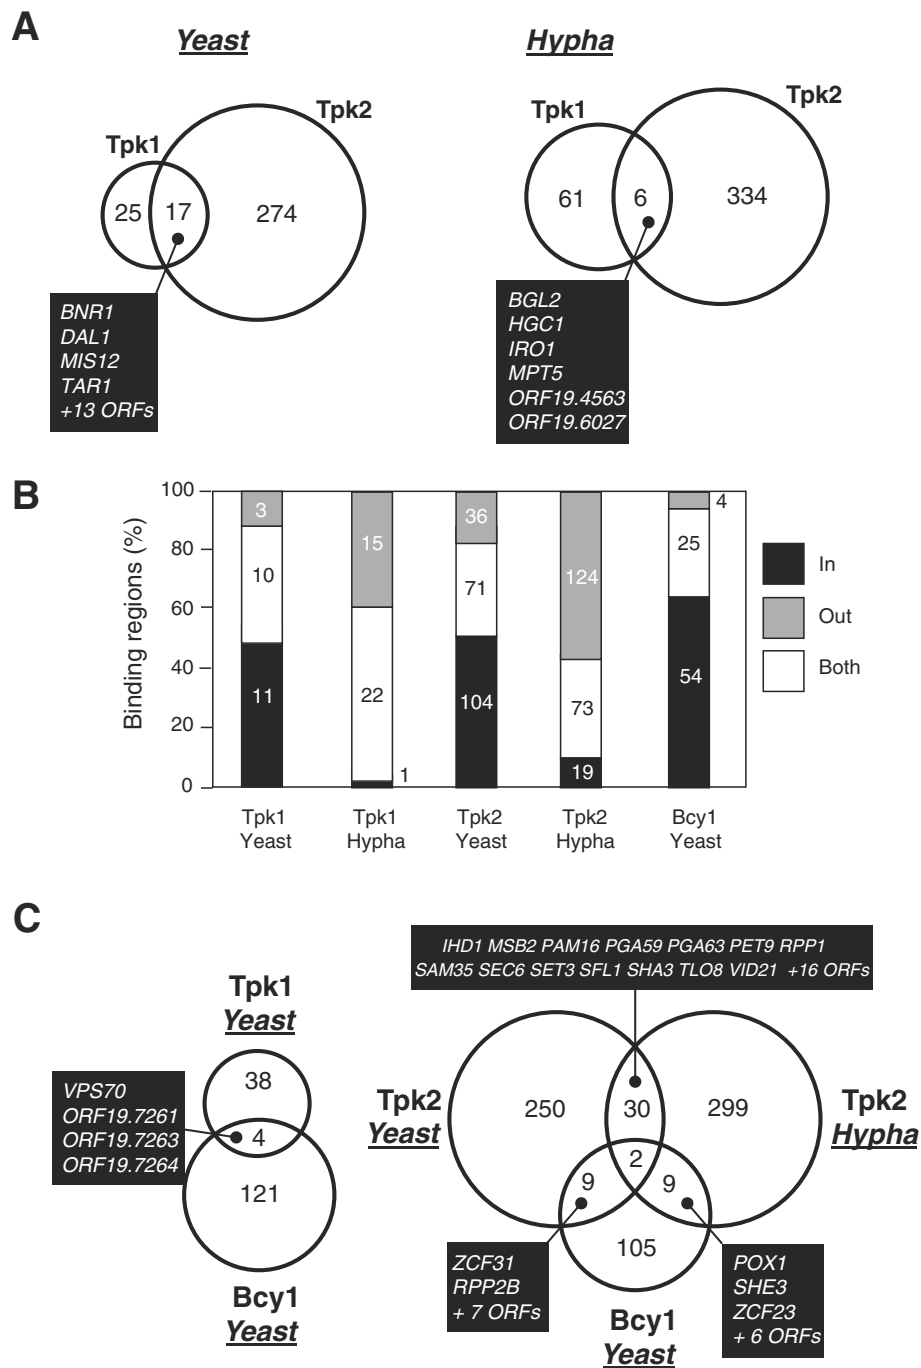 A
Yeast
Hypha
Tpk1
Tpk2
25
17
274
BNR1
DAL1
MIS12
TAR1
+13 ORFs
Tpk1
Tpk2
61
6
334
BGL2
HGC1
IRO1
MPT5
ORF19.4563
ORF19.6027
B
Binding regions (%)
100
80
60
40
20
0
3
10
11
15
22
1
36
71
104
124
73
19
4
25
54
Tpk1
Yeast
Tpk1
Hypha
Tpk2
Yeast
Tpk2
Hypha
Bcy1
Yeast
In
Out
Both
C
Tpk1
Yeast
38
4
121
VPS70
ORF19.7261
ORF19.7263
ORF19.7264
Bcy1
Yeast
IHD1 MSB2 PAM16 PGA59 PGA63 PET9 RPP1
SAM35 SEC6 SET3 SFL1 SHA3 TLO8 VID21 +16 ORFs
Tpk2
Yeast
250
30
299
Tpk2
Hypha
2
9
9
105
ZCF31
RPP2B
+ 7 ORFs
POX1
SHE3
ZCF23
+ 6 ORFs
Bcy1
Yeast